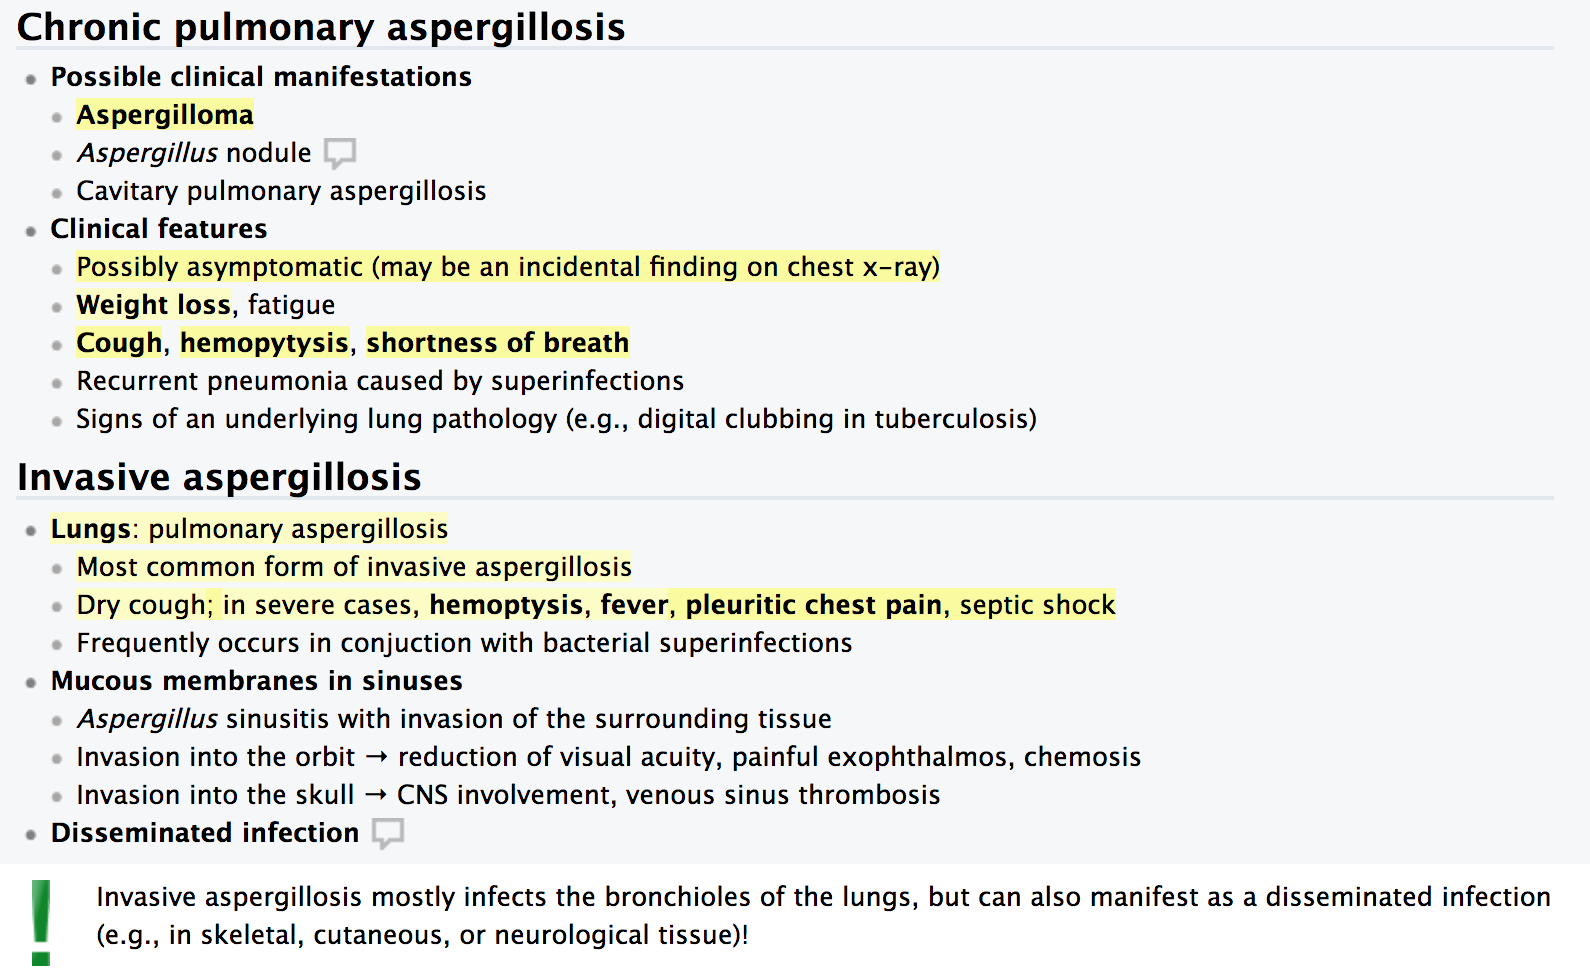 Chronic pulmonary aspergillosis
Possible clinical manifestations
Aspergilloma
Aspergillus nodule
Cavitary pulmonary aspergillosis
Clinical features
Possibly asymptomatic (may be an incidental finding on chest x-ray)
Weight loss, fatigue
Cough, hemopytysis, shortness of breath
Recurrent pneumonia caused by superinfections
Signs of an underlying lung pathology (e.g., digital clubbing in tuberculosis)
Invasive aspergillosis
Lungs: pulmonary aspergillosis
Most common form of invasive aspergillosis
Dry cough; in severe cases, hemoptysis, fever, pleuritic chest pain, septic shock
Frequently occurs in conjuction with bacterial superinfections
Mucous membranes in sinuses
Aspergillus sinusitis with invasion of the surrounding tissue
Invasion into the orbit → reduction of visual acuity, painful exophthalmos, chemosis
Invasion into the skull → CNS involvement, venous sinus thrombosis
Disseminated infection
Invasive aspergillosis mostly infects the bronchioles of the lungs, but can also manifest as a disseminated infection
(e.g., in skeletal, cutaneous, or neurological tissue)!